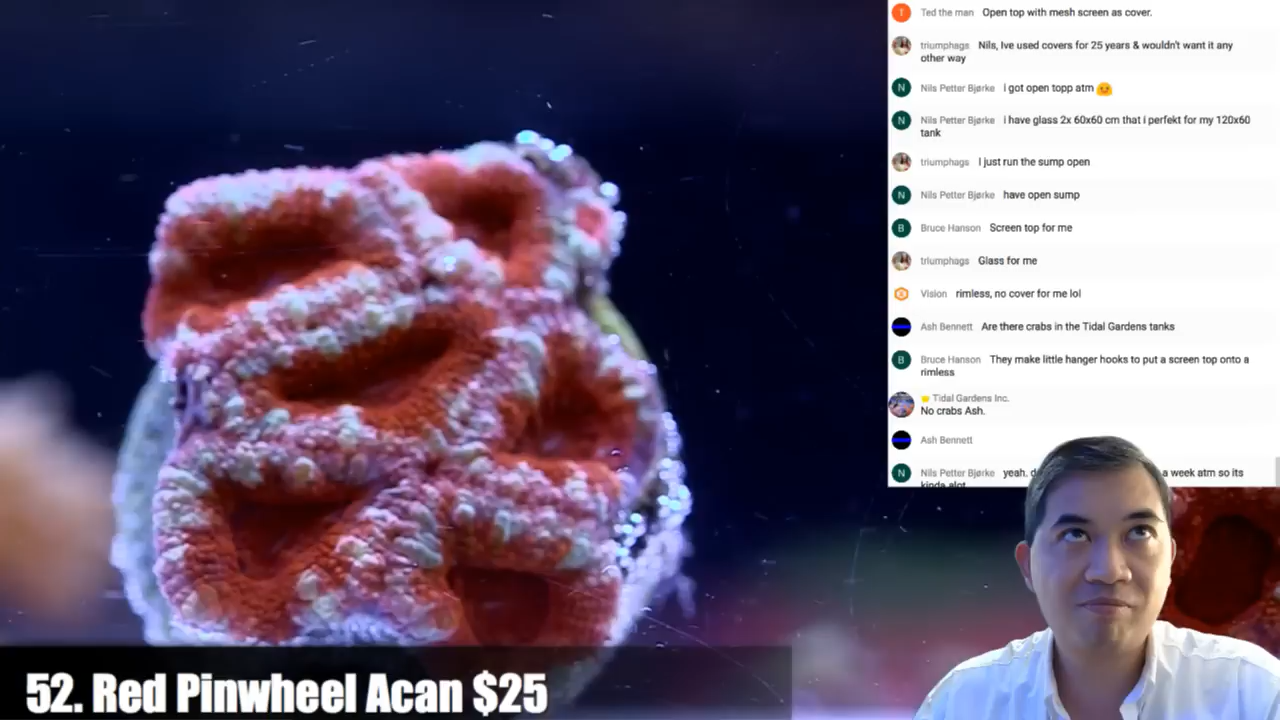 Ted the man Open top with mesh screen as cover.
triumphags Nils, Ive used covers for 25 years & wouldn't want it any
other way
Nils Petter Bjørke i got open topp atm
Nils Petter Bjørke i have glass 2x 60x60 cm that i perfekt for my 120x60
tank
triumphags I just run the sump open
Nils Petter Bjørke have open sump
Bruce Hanson Screen top for me
triumphags Glass for me
Vision rimless, no cover for me lol
Ash Bennett Are there crabs in the Tidal Gardens tanks
Bruce Hanson They make little hanger hooks to put a screen top onto a
rimless
Tidal Gardens Inc.
No crabs Ash.
Ash Bennett
Nils Petter Bjørke yeah. a week atm so its
kinda alot
52. Red Pinwheel Acan $25